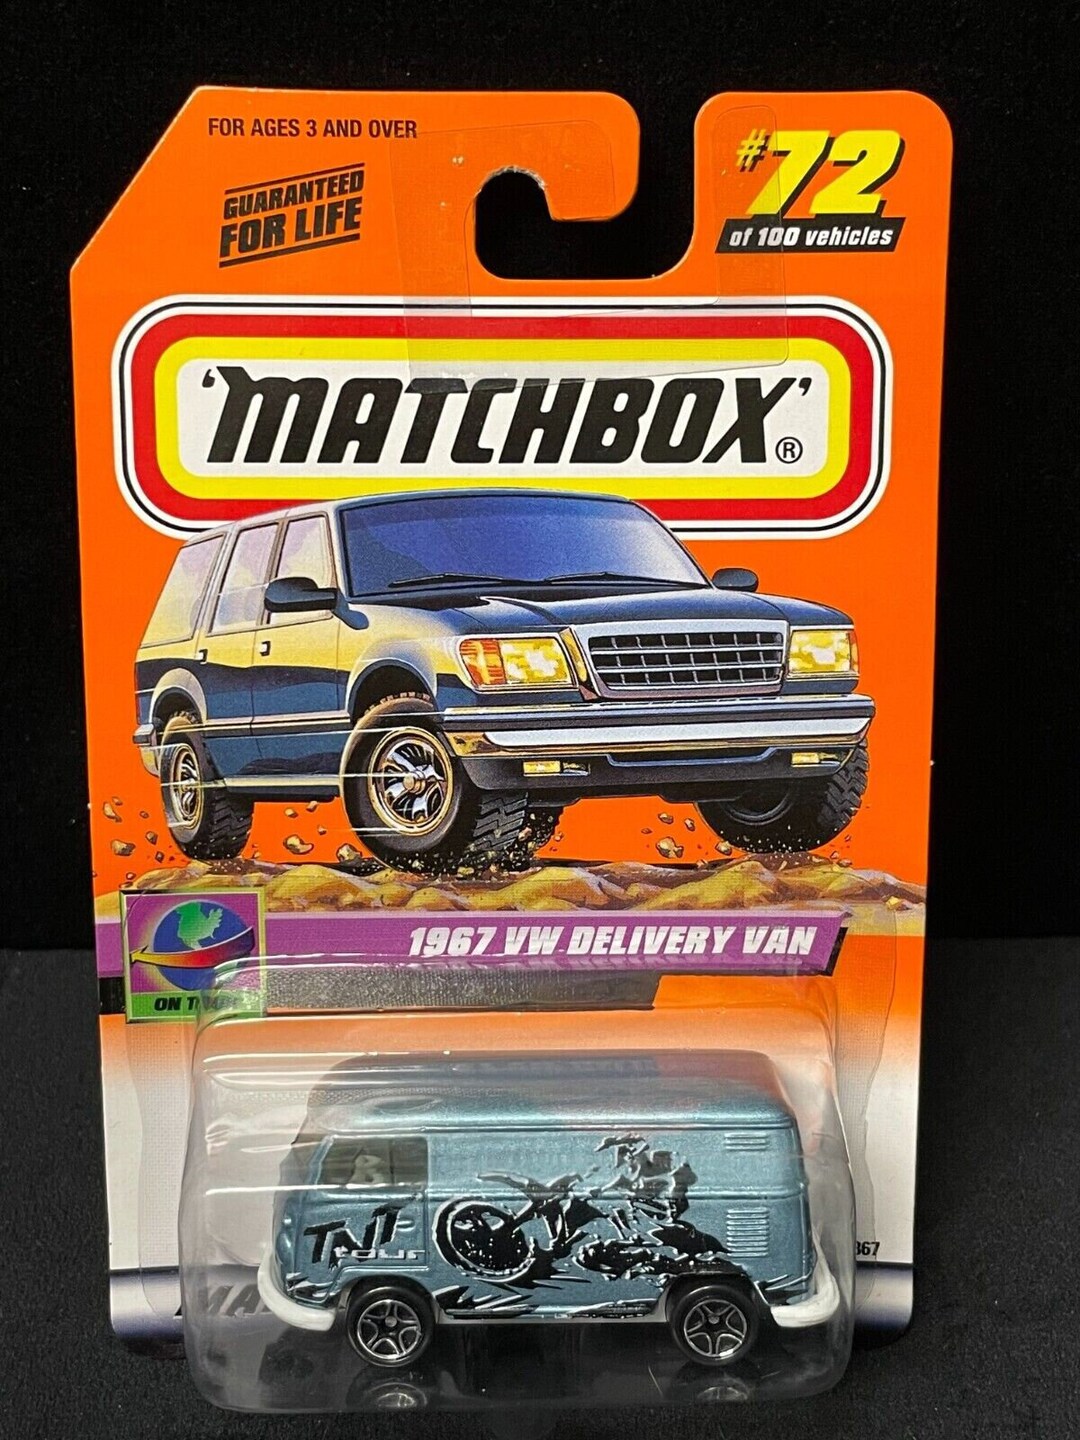 FOR AGES 3 AND OVER
GUARANTEED
FOR LIFE
#72
of 100 vehicles
'MATCHBOX'®
1967 VW DELIVERY VAN
ON
TNT
tour